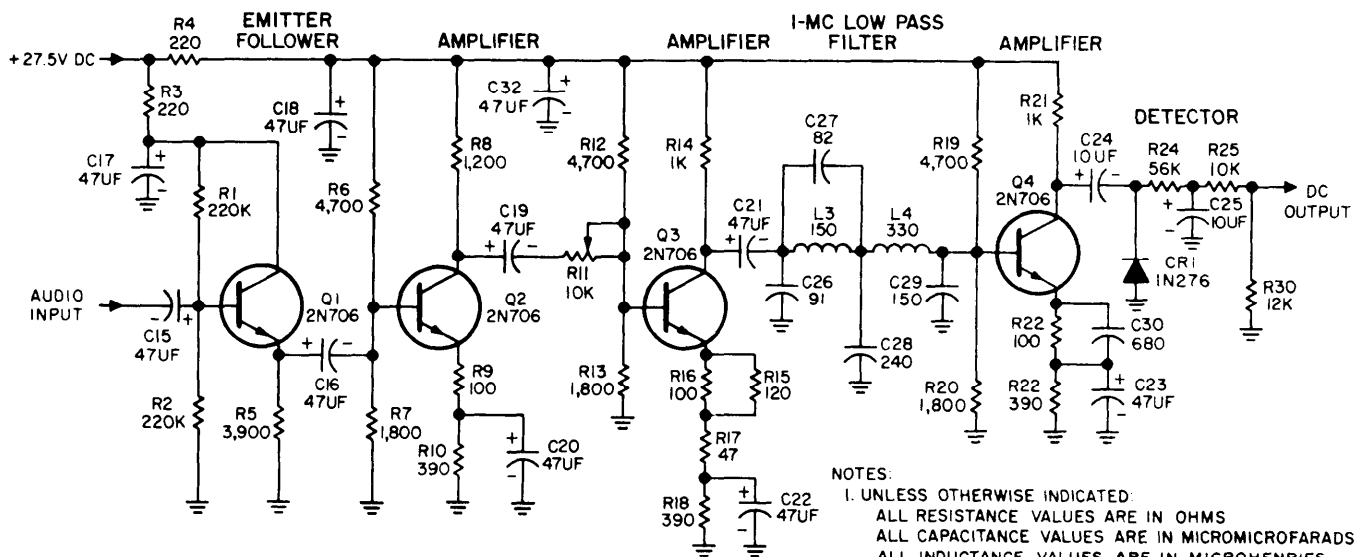 EMITTER
FOLLOWER
AMPLIFIER
AMPLIFIER
1-MC LOW PASS
FILTER
AMPLIFIER
DETECTOR
+27.5V DC
R4
220
R3
220
C17
47UF
R1
220K
C18
47UF
R6
4,700
R8
1,200
C32
47UF
R12
4,700
R14
1K
C27
82
R19
4,700
R21
1K
C24
10UF
R24
56K
R25
10K
DC
OUTPUT
C25
10UF
CR1
1N276
R30
12K
AUDIO
INPUT
C15
47UF
Q1
2N706
C16
47UF
R2
220K
R5
3,900
R7
1,800
C19
47UF
R11
10K
Q2
2N706
R9
100
R10
390
C20
47UF
Q3
2N706
R13
1,800
C21
47UF
L3
150
L4
330
C26
91
C28
240
C29
150
R16
100
R15
120
R17
47
R18
390
C22
47UF
Q4
2N706
R20
1,800
R22
100
C30
680
R22
390
C23
47UF
NOTES:
1. UNLESS OTHERWISE INDICATED:
ALL RESISTANCE VALUES ARE IN OHMS
ALL CAPACITANCE VALUES ARE IN MICROMICROFARADS
ALL INDUCTANCE VALUES ARE IN MICROHENRIES